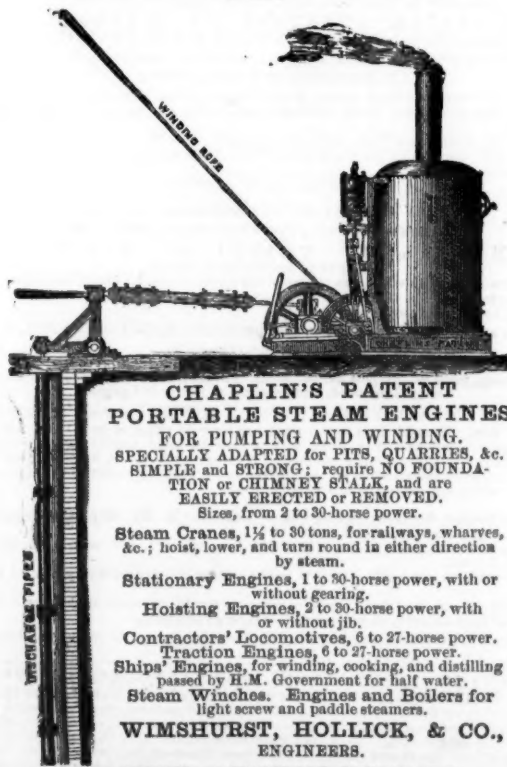 WINDING ROPE
CHAPLINS PATENT
DISCHARGE PIPES
CHAPLIN'S PATENT
PORTABLE STEAM ENGINES
FOR PUMPING AND WINDING.
SPECIALLY ADAPTED for PITS, QUARRIES, &c.
SIMPLE and STRONG; require NO FOUNDA-
TION or CHIMNEY STALK, and are
EASILY ERECTED or REMOVED.
Sizes, from 2 to 30-horse power.
Steam Cranes, 1½ to 30 tons, for railways, wharves,
&c.; hoist, lower, and turn round in either direction
by steam.
Stationary Engines, 1 to 30-horse power, with or
without gearing.
Hoisting Engines, 2 to 30-horse power, with
or without jib.
Contractors' Locomotives, 6 to 27-horse power.
Traction Engines, 6 to 27-horse power.
Ships' Engines, for winding, cooking, and distilling
passed by H.M. Government for half water.
Steam Winches. Engines and Boilers for
light screw and paddle steamers.
WIMSHURST, HOLLICK, & CO.,
ENGINEERS.